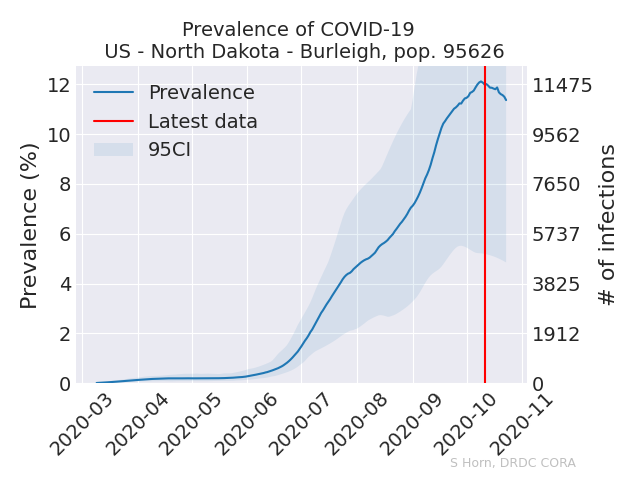 Prevalence of COVID-19
US - North Dakota - Burleigh, pop. 95626
Prevalence
Latest data
95CI
Prevalence (%)
12
10
8
6
4
2
0
11475
9562
7650
5737
3825
1912
0
# of infections
2020-03
2020-04
2020-05
2020-06
2020-07
2020-08
2020-09
2020-10
2020-11
S Horn, DRDC CORA